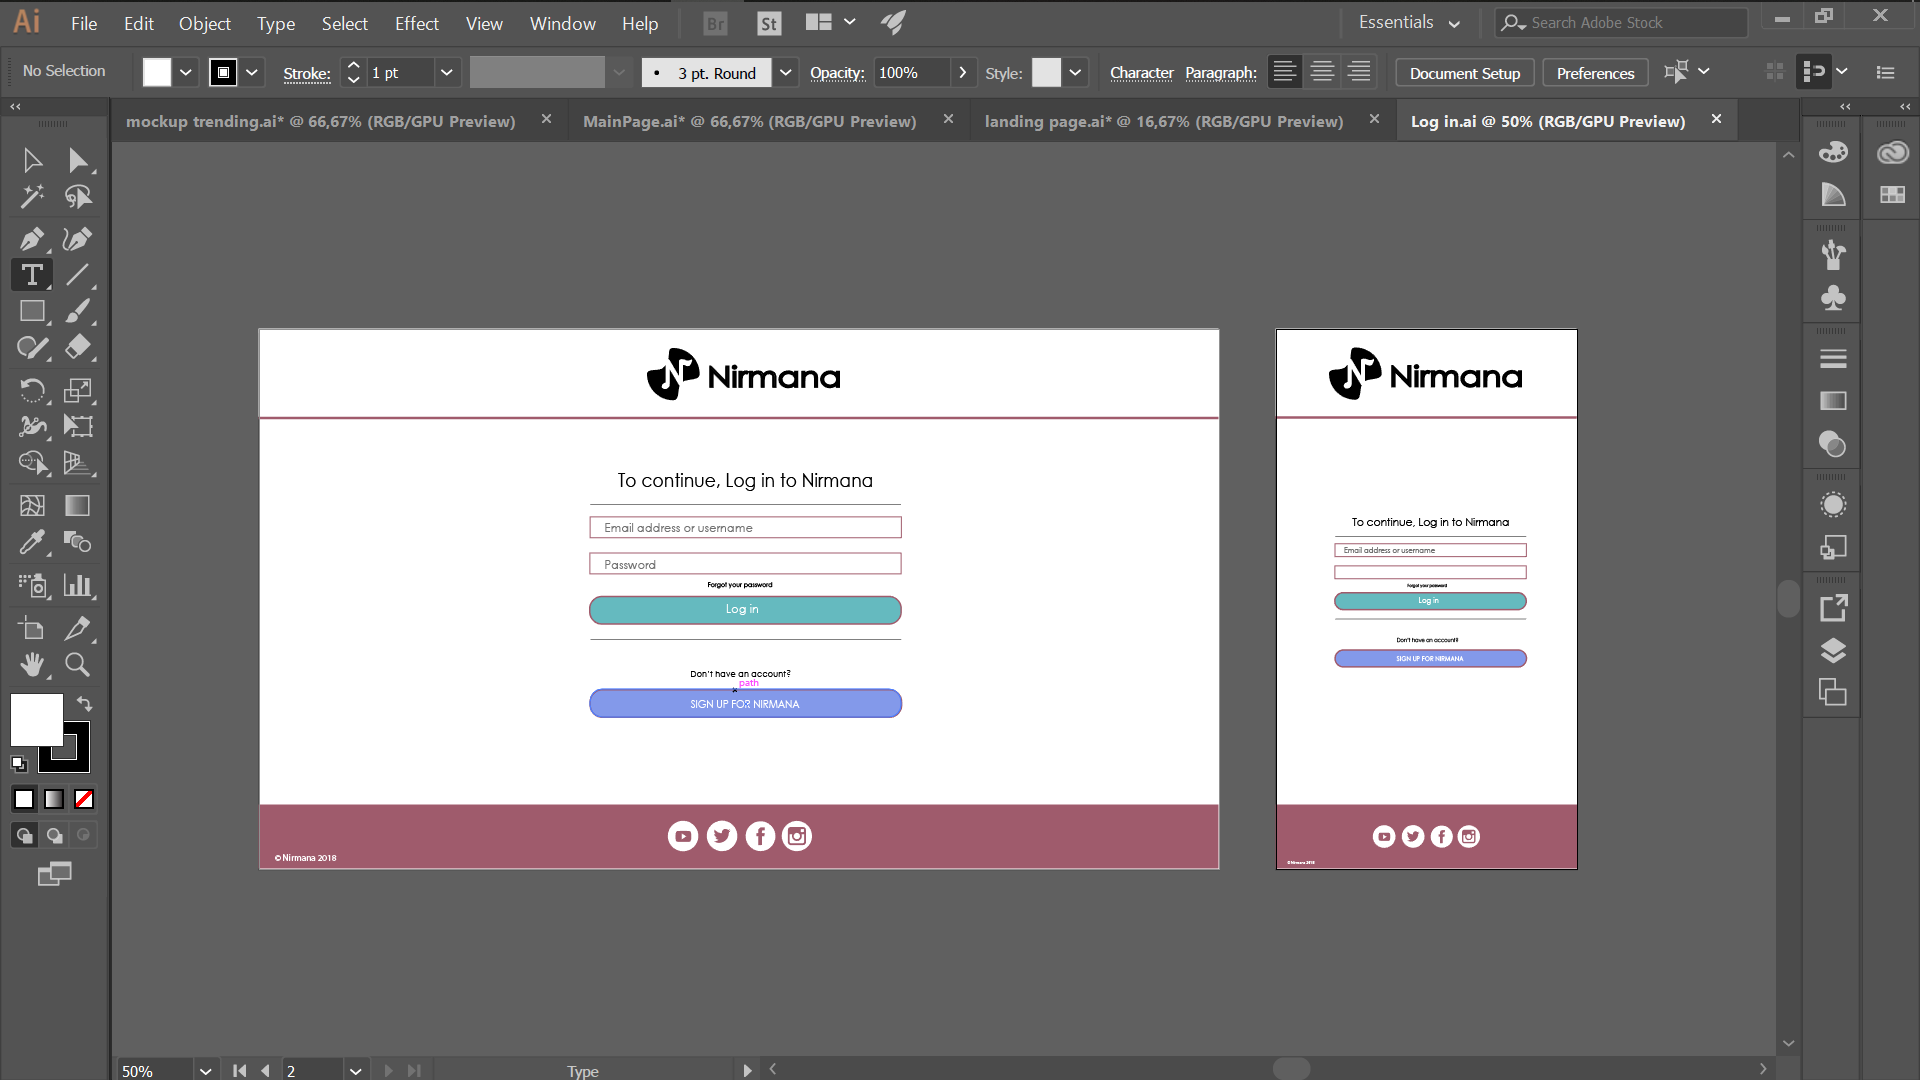 Ai File Edit Object Type Select Effect View Window Help Br St Essentials Search Adobe Stock
No Selection Stroke: 1 pt 3 pt. Round Opacity: 100% Style: Character Paragraph: Document Setup Preferences
mockup trending.ai* @ 66,67% (RGB/GPU Preview) MainPage.ai* @ 66,67% (RGB/GPU Preview) landing page.ai* @ 16,67% (RGB/GPU Preview) Log in.ai @ 50% (RGB/GPU Preview)
Nirmana
To continue, Log in to Nirmana
Email address or username
Password
Forgot your password
Log in
Don't have an account?
path
SIGN UP FOR NIRMANA
© Nirmana 2018
Nirmana
To continue, Log in to Nirmana
Email address or username
Forgot your password
Log in
Don't have an account?
SIGN UP FOR NIRMANA
© Nirmana 2018
50% 2 Type